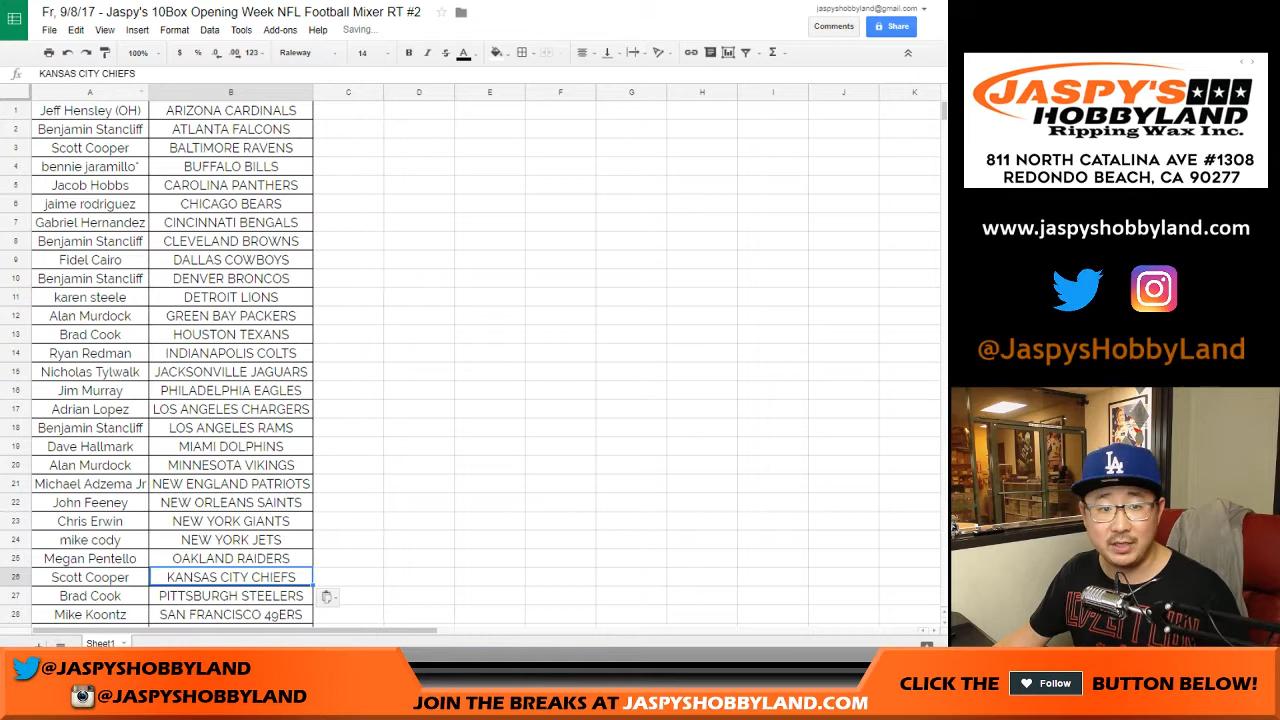 Fr, 9/8/17 - Jaspy's 10Box Opening Week NFL Football Mixer RT #2
jaspyshobbyland@gmail.com
File Edit View Insert Format Data Tools Add-ons Help Saving...
Comments Share
100% $ % .0 .00 123 Raleway 14 B I S A
fx KANSAS CITY CHIEFS
A B C D E F G H I J K
1 Jeff Hensley (OH) ARIZONA CARDINALS
2 Benjamin Stancliff ATLANTA FALCONS
3 Scott Cooper BALTIMORE RAVENS
4 bennie jaramillo* BUFFALO BILLS
5 Jacob Hobbs CAROLINA PANTHERS
6 jaime rodriguez CHICAGO BEARS
7 Gabriel Hernandez CINCINNATI BENGALS
8 Benjamin Stancliff CLEVELAND BROWNS
9 Fidel Cairo DALLAS COWBOYS
10 Benjamin Stancliff DENVER BRONCOS
11 karen steele DETROIT LIONS
12 Alan Murdock GREEN BAY PACKERS
13 Brad Cook HOUSTON TEXANS
14 Ryan Redman INDIANAPOLIS COLTS
15 Nicholas Tylwalk JACKSONVILLE JAGUARS
16 Jim Murray PHILADELPHIA EAGLES
17 Adrian Lopez LOS ANGELES CHARGERS
18 Benjamin Stancliff LOS ANGELES RAMS
19 Dave Hallmark MIAMI DOLPHINS
20 Alan Murdock MINNESOTA VIKINGS
21 Michael Adzema Jr NEW ENGLAND PATRIOTS
22 John Feeney NEW ORLEANS SAINTS
23 Chris Erwin NEW YORK GIANTS
24 mike cody NEW YORK JETS
25 Megan Pentello OAKLAND RAIDERS
26 Scott Cooper KANSAS CITY CHIEFS
27 Brad Cook PITTSBURGH STEELERS
28 Mike Koontz SAN FRANCISCO 49ERS
Sheet1
JASPY'S
HOBBYLAND
Ripping Wax Inc.
811 NORTH CATALINA AVE #1308
REDONDO BEACH, CA 90277
www.jaspyshobbyland.com
@JaspysHobbyLand
LA
@JASPYSHOBBYLAND
@JASPYSHOBBYLAND
JOIN THE BREAKS AT JASPYSHOBBYLAND.COM
CLICK THE Follow BUTTON BELOW!